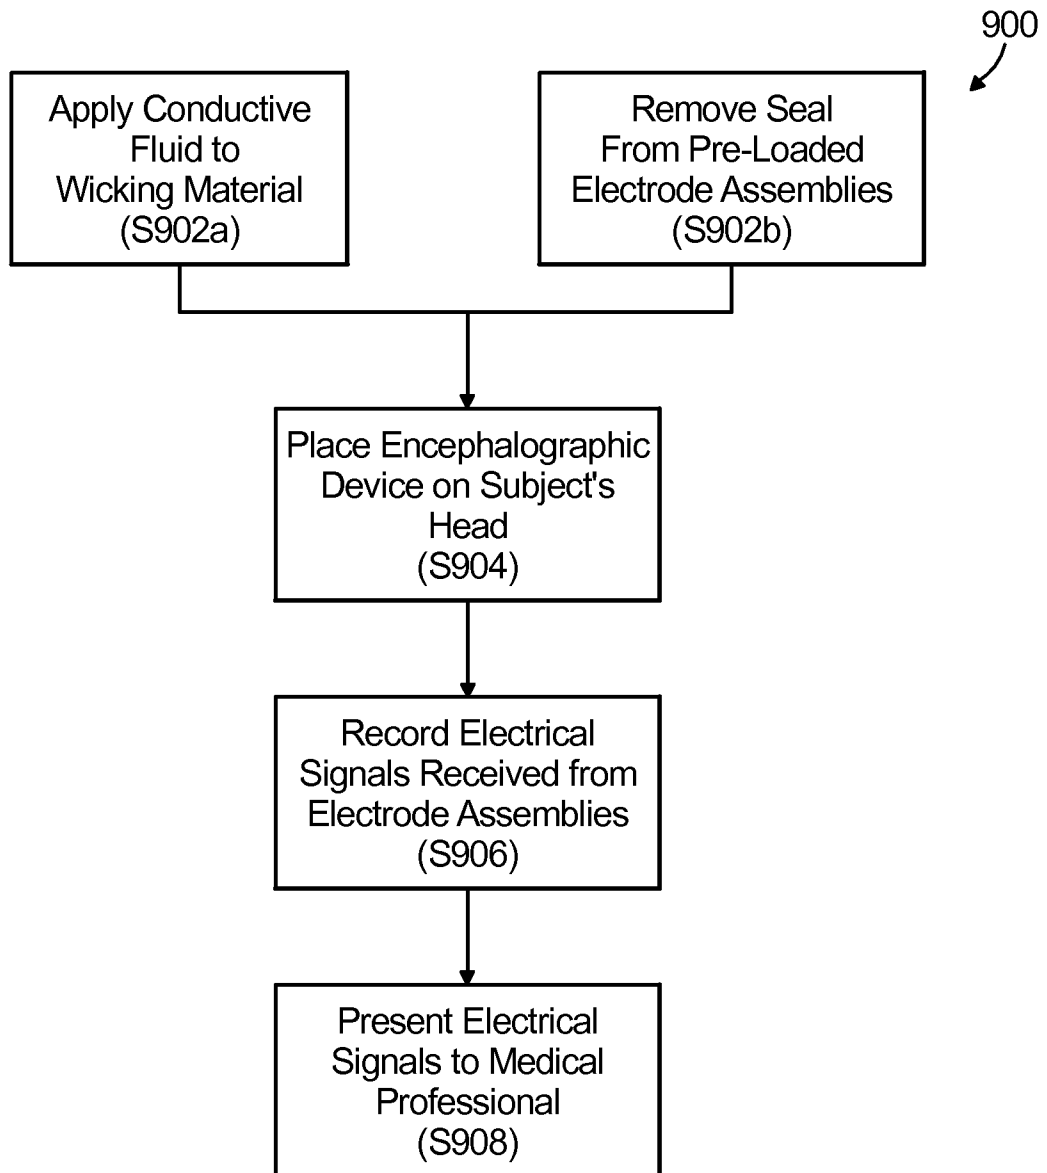 900
Apply Conductive
Fluid to
Wicking Material
(S902a)
Remove Seal
From Pre-Loaded
Electrode Assemblies
(S902b)
Place Encephalographic
Device on Subject's
Head
(S904)
Record Electrical
Signals Received from
Electrode Assemblies
(S906)
Present Electrical
Signals to Medical
Professional
(S908)